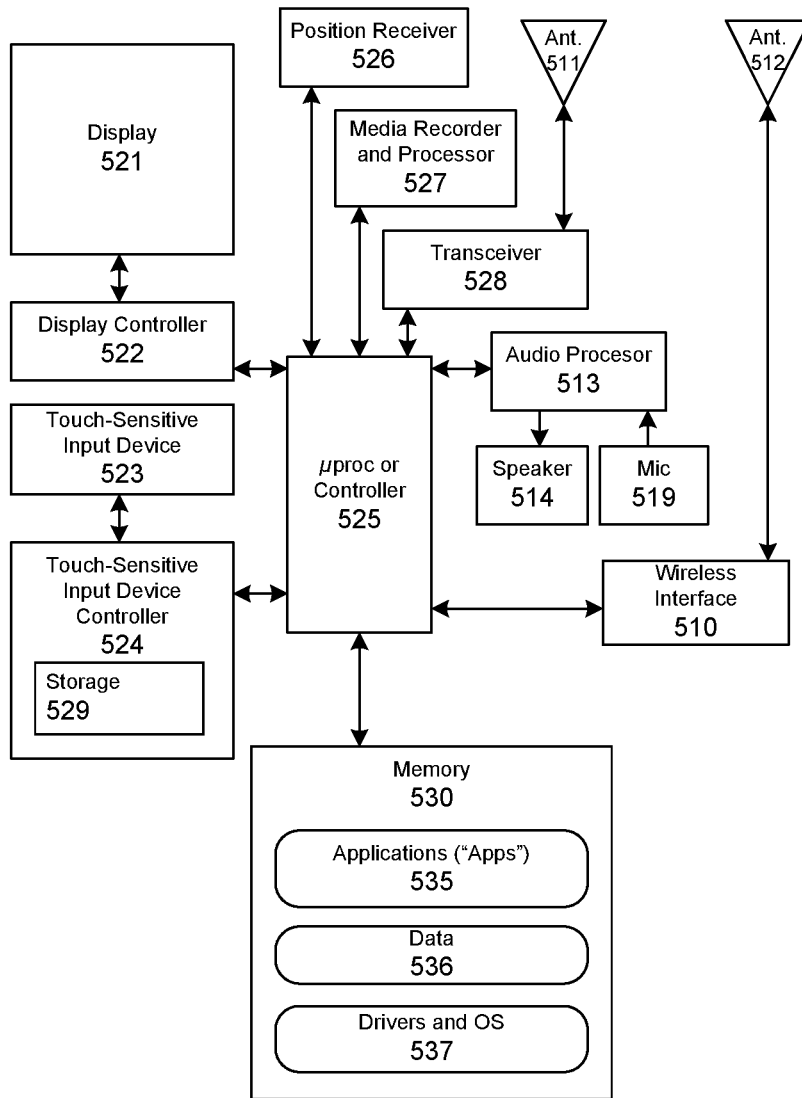 Position Receiver
526
Ant.
511
Ant.
512
Display
521
Media Recorder
and Processor
527
Transceiver
528
Display Controller
522
Audio Procesor
513
Touch-Sensitive
Input Device
523
µproc or
Controller
525
Speaker
514
Mic
519
Touch-Sensitive
Input Device
Controller
524
Storage
529
Wireless
Interface
510
Memory
530
Applications (“Apps”)
535
Data
536
Drivers and OS
537